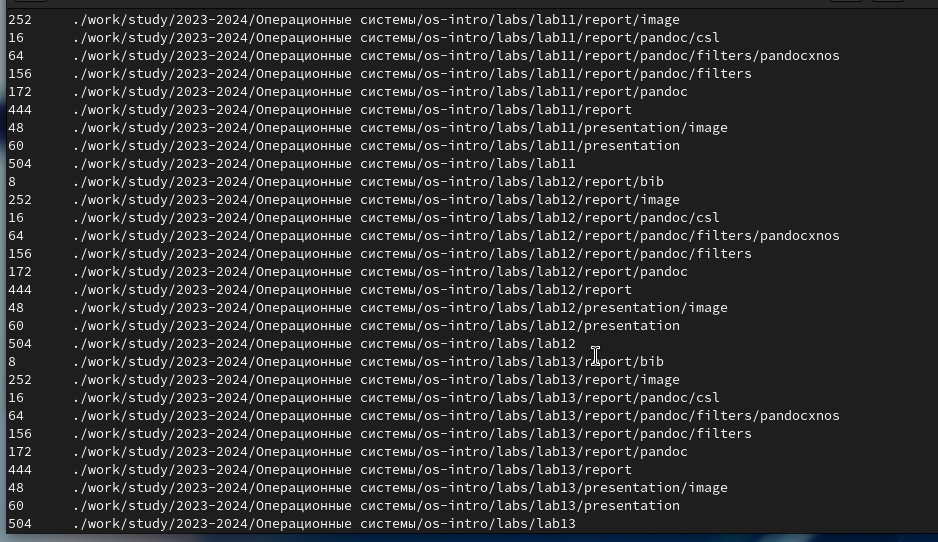 252 ./work/study/2023-2024/Операционные системы/os-intro/labs/lab11/report/image
16 ./work/study/2023-2024/Операционные системы/os-intro/labs/lab11/report/pandoc/csl
64 ./work/study/2023-2024/Операционные системы/os-intro/labs/lab11/report/pandoc/filters/pandocxnos
156 ./work/study/2023-2024/Операционные системы/os-intro/labs/lab11/report/pandoc/filters
172 ./work/study/2023-2024/Операционные системы/os-intro/labs/lab11/report/pandoc
444 ./work/study/2023-2024/Операционные системы/os-intro/labs/lab11/report
48 ./work/study/2023-2024/Операционные системы/os-intro/labs/lab11/presentation/image
60 ./work/study/2023-2024/Операционные системы/os-intro/labs/lab11/presentation
504 ./work/study/2023-2024/Операционные системы/os-intro/labs/lab11
8 ./work/study/2023-2024/Операционные системы/os-intro/labs/lab12/report/bib
252 ./work/study/2023-2024/Операционные системы/os-intro/labs/lab12/report/image
16 ./work/study/2023-2024/Операционные системы/os-intro/labs/lab12/report/pandoc/csl
64 ./work/study/2023-2024/Операционные системы/os-intro/labs/lab12/report/pandoc/filters/pandocxnos
156 ./work/study/2023-2024/Операционные системы/os-intro/labs/lab12/report/pandoc/filters
172 ./work/study/2023-2024/Операционные системы/os-intro/labs/lab12/report/pandoc
444 ./work/study/2023-2024/Операционные системы/os-intro/labs/lab12/report
48 ./work/study/2023-2024/Операционные системы/os-intro/labs/lab12/presentation/image
60 ./work/study/2023-2024/Операционные системы/os-intro/labs/lab12/presentation
504 ./work/study/2023-2024/Операционные системы/os-intro/labs/lab12
8 ./work/study/2023-2024/Операционные системы/os-intro/labs/lab13/report/bib
252 ./work/study/2023-2024/Операционные системы/os-intro/labs/lab13/report/image
16 ./work/study/2023-2024/Операционные системы/os-intro/labs/lab13/report/pandoc/csl
64 ./work/study/2023-2024/Операционные системы/os-intro/labs/lab13/report/pandoc/filters/pandocxnos
156 ./work/study/2023-2024/Операционные системы/os-intro/labs/lab13/report/pandoc/filters
172 ./work/study/2023-2024/Операционные системы/os-intro/labs/lab13/report/pandoc
444 ./work/study/2023-2024/Операционные системы/os-intro/labs/lab13/report
48 ./work/study/2023-2024/Операционные системы/os-intro/labs/lab13/presentation/image
60 ./work/study/2023-2024/Операционные системы/os-intro/labs/lab13/presentation
504 ./work/study/2023-2024/Операционные системы/os-intro/labs/lab13